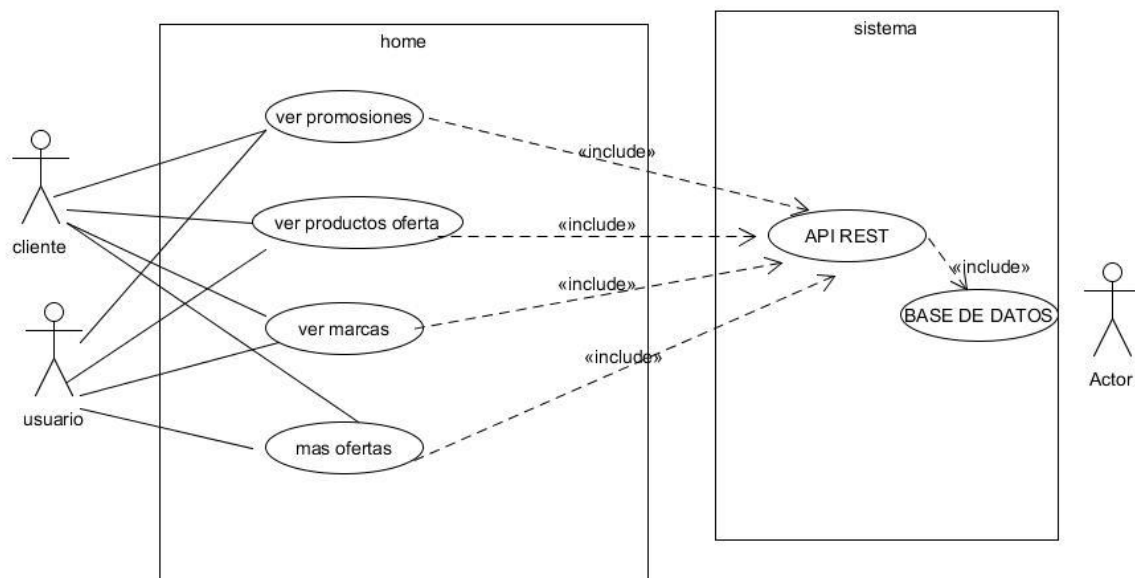 home
sistema
ver promosiones
«include»
cliente
ver productos oferta
«include»
API REST
«include»
«include»
ver marcas
BASE DE DATOS
«include»
usuario
Actor
mas ofertas